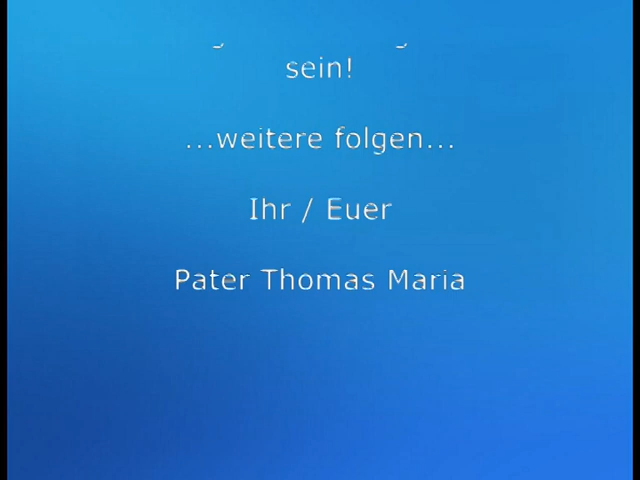 sein!
...weitere folgen...
Ihr / Euer
Pater Thomas Maria